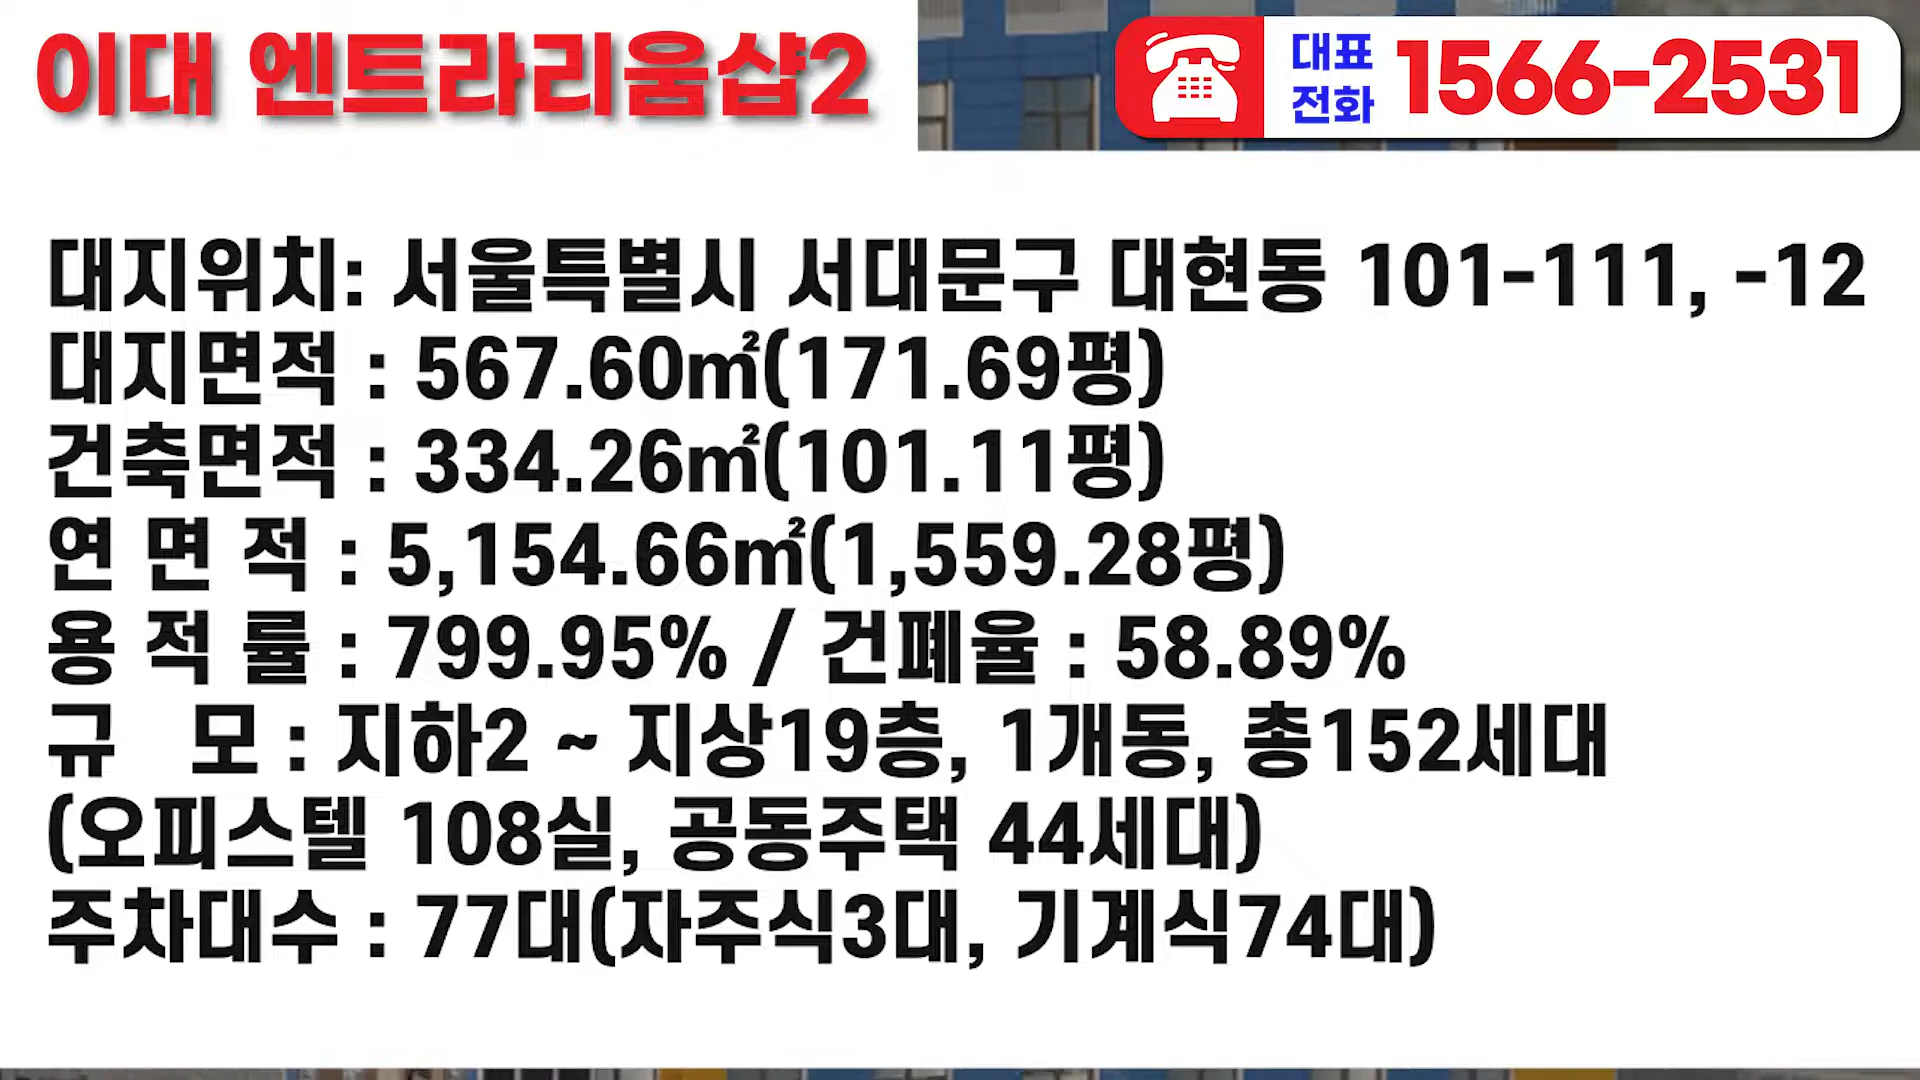 이대 엔트라리움샵2
대표
전화
1566-2531
대지위치: 서울특별시 서대문구 대현동 101-111, -12
대지면적 : 567.60㎡(171.69평)
건축면적 : 334.26㎡(101.11평)
연 면 적 : 5,154.66㎡(1,559.28평)
용 적 률 : 799.95% / 건폐율 : 58.89%
규 모 : 지하2 ~ 지상19층, 1개동, 총152세대
(오피스텔 108실, 공동주택 44세대)
주차대수 : 77대(자주식3대, 기계식74대)